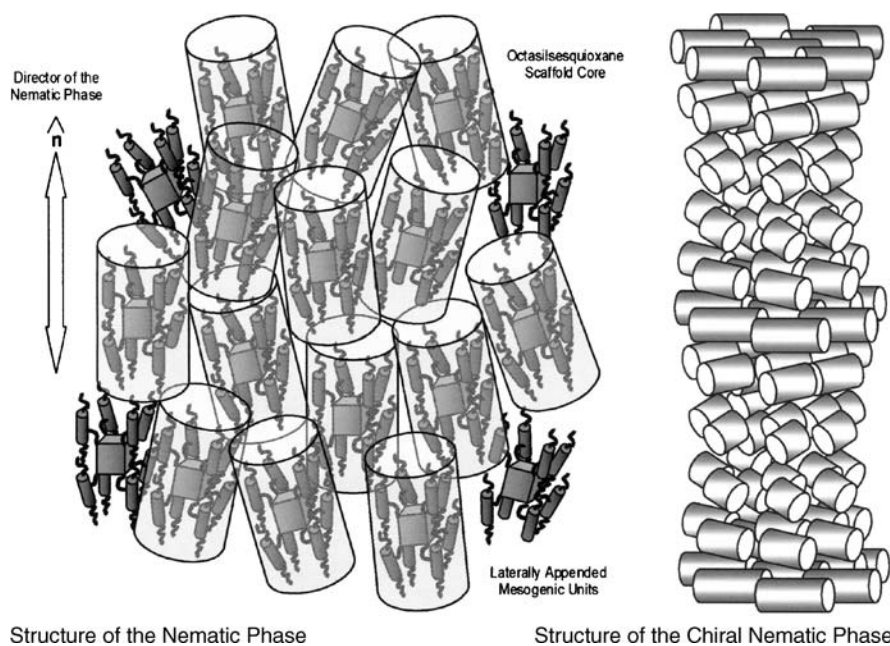 Director of the
Nematic Phase
n̂
Octasilsesquioxane
Scaffold Core
Laterally Appended
Mesogenic Units
Structure of the Nematic Phase
Structure of the Chiral Nematic Phase